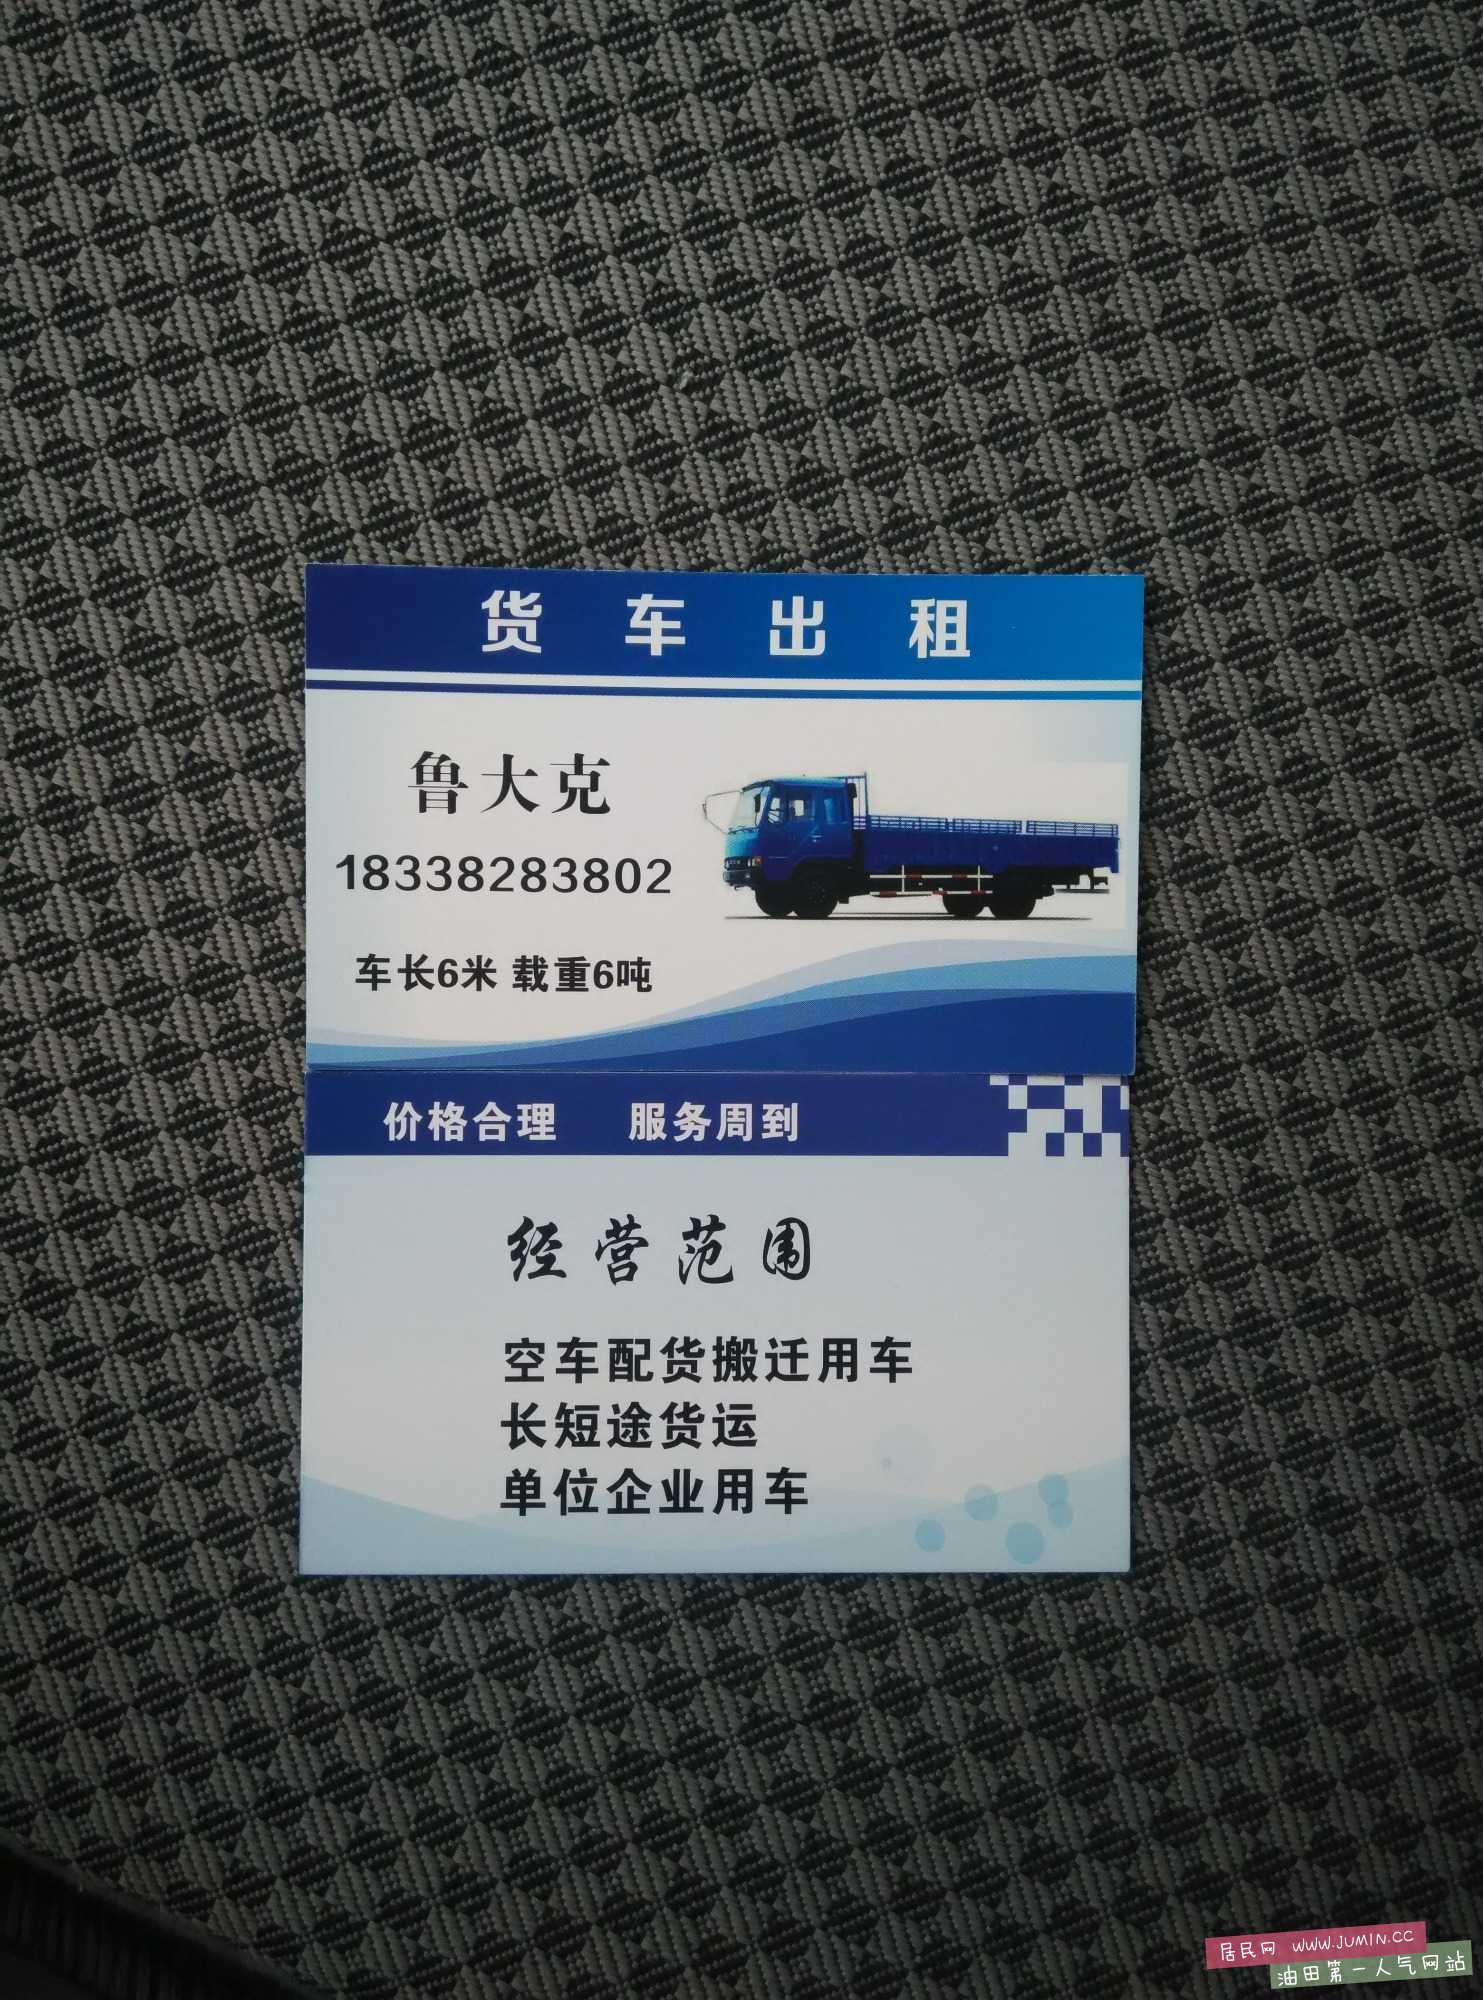 货车出租
鲁大克
18338283802
车长6米 载重6吨
价格合理 服务周到
经营范围
空车配货搬迁用车
长短途货运
单位企业用车
居民网 WWW.JUMIN.CC
油田第一人气网站